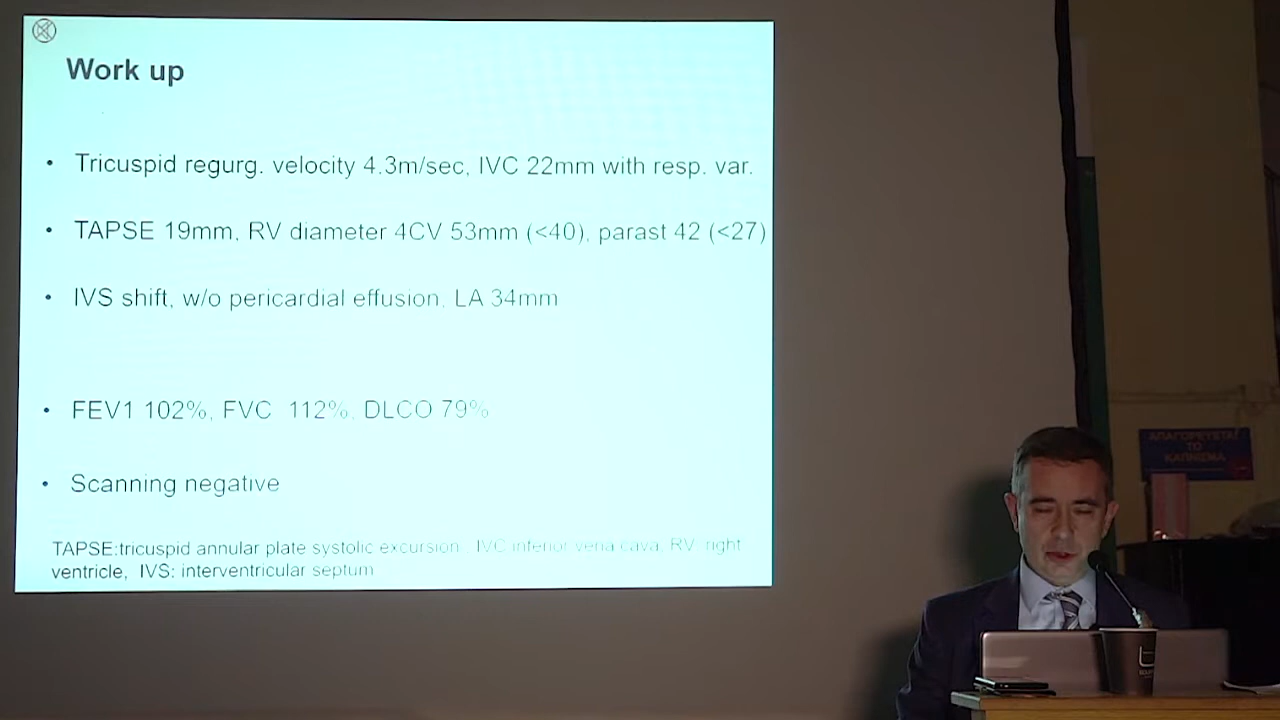 Work up
• Tricuspid regurg. velocity 4.3m/sec, IVC 22mm with resp. var.
• TAPSE 19mm, RV diameter 4CV 53mm (<40), parast 42 (<27)
• IVS shift, w/o pericardial effusion. LA 34mm
• FEV1 102%, FVC 112%. DLCO 79%
• Scanning negative
TAPSE:tricuspid annular plate systolic excursion , IVC inferior vena cava, RV right
ventricle, IVS: interventricular septum
ΑΠΑΓΟΡΕΥΕΤΑΙ
ΤΟ
ΚΑΠΝΙΣΜΑ